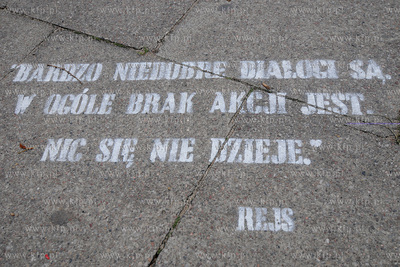 "BARDZO NIEDOBRE DIALOGI SĄ.
W OGÓLE BRAK AKCJI JEST.
NIC SIĘ NIE DZIEJE."
REJS